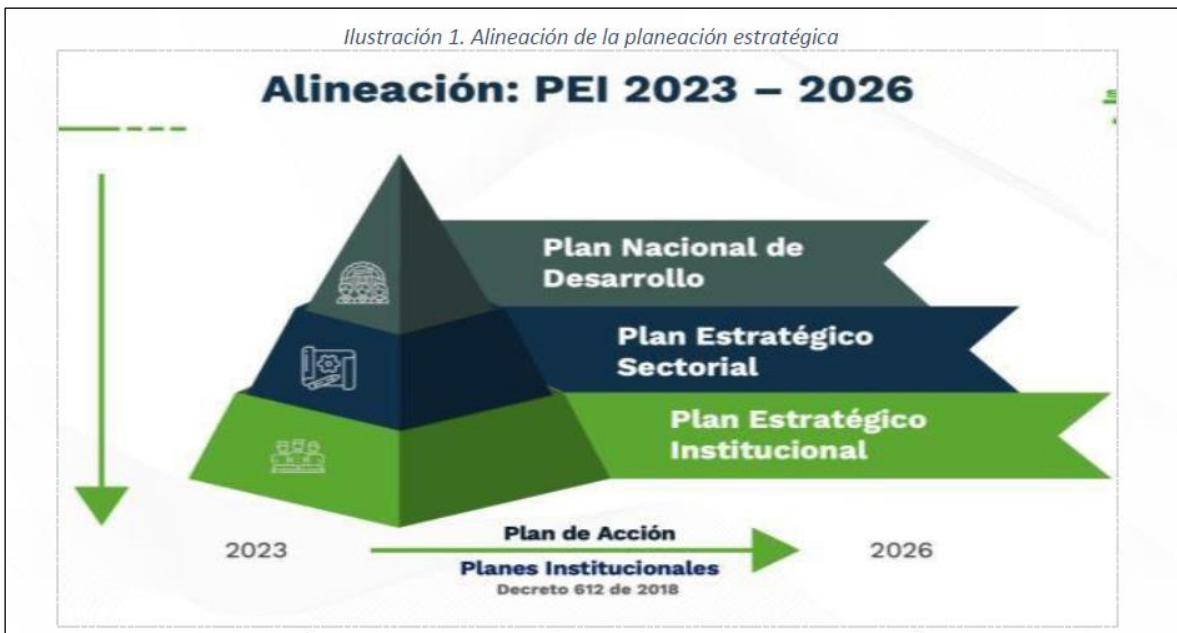 Ilustración 1. Alineación de la planeación estratégica
Alineación: PEI 2023 – 2026
Plan Nacional de
Desarrollo
Plan Estratégico
Sectorial
Plan Estratégico
Institucional
2023
Plan de Acción
2026
Planes Institucionales
Decreto 612 de 2018